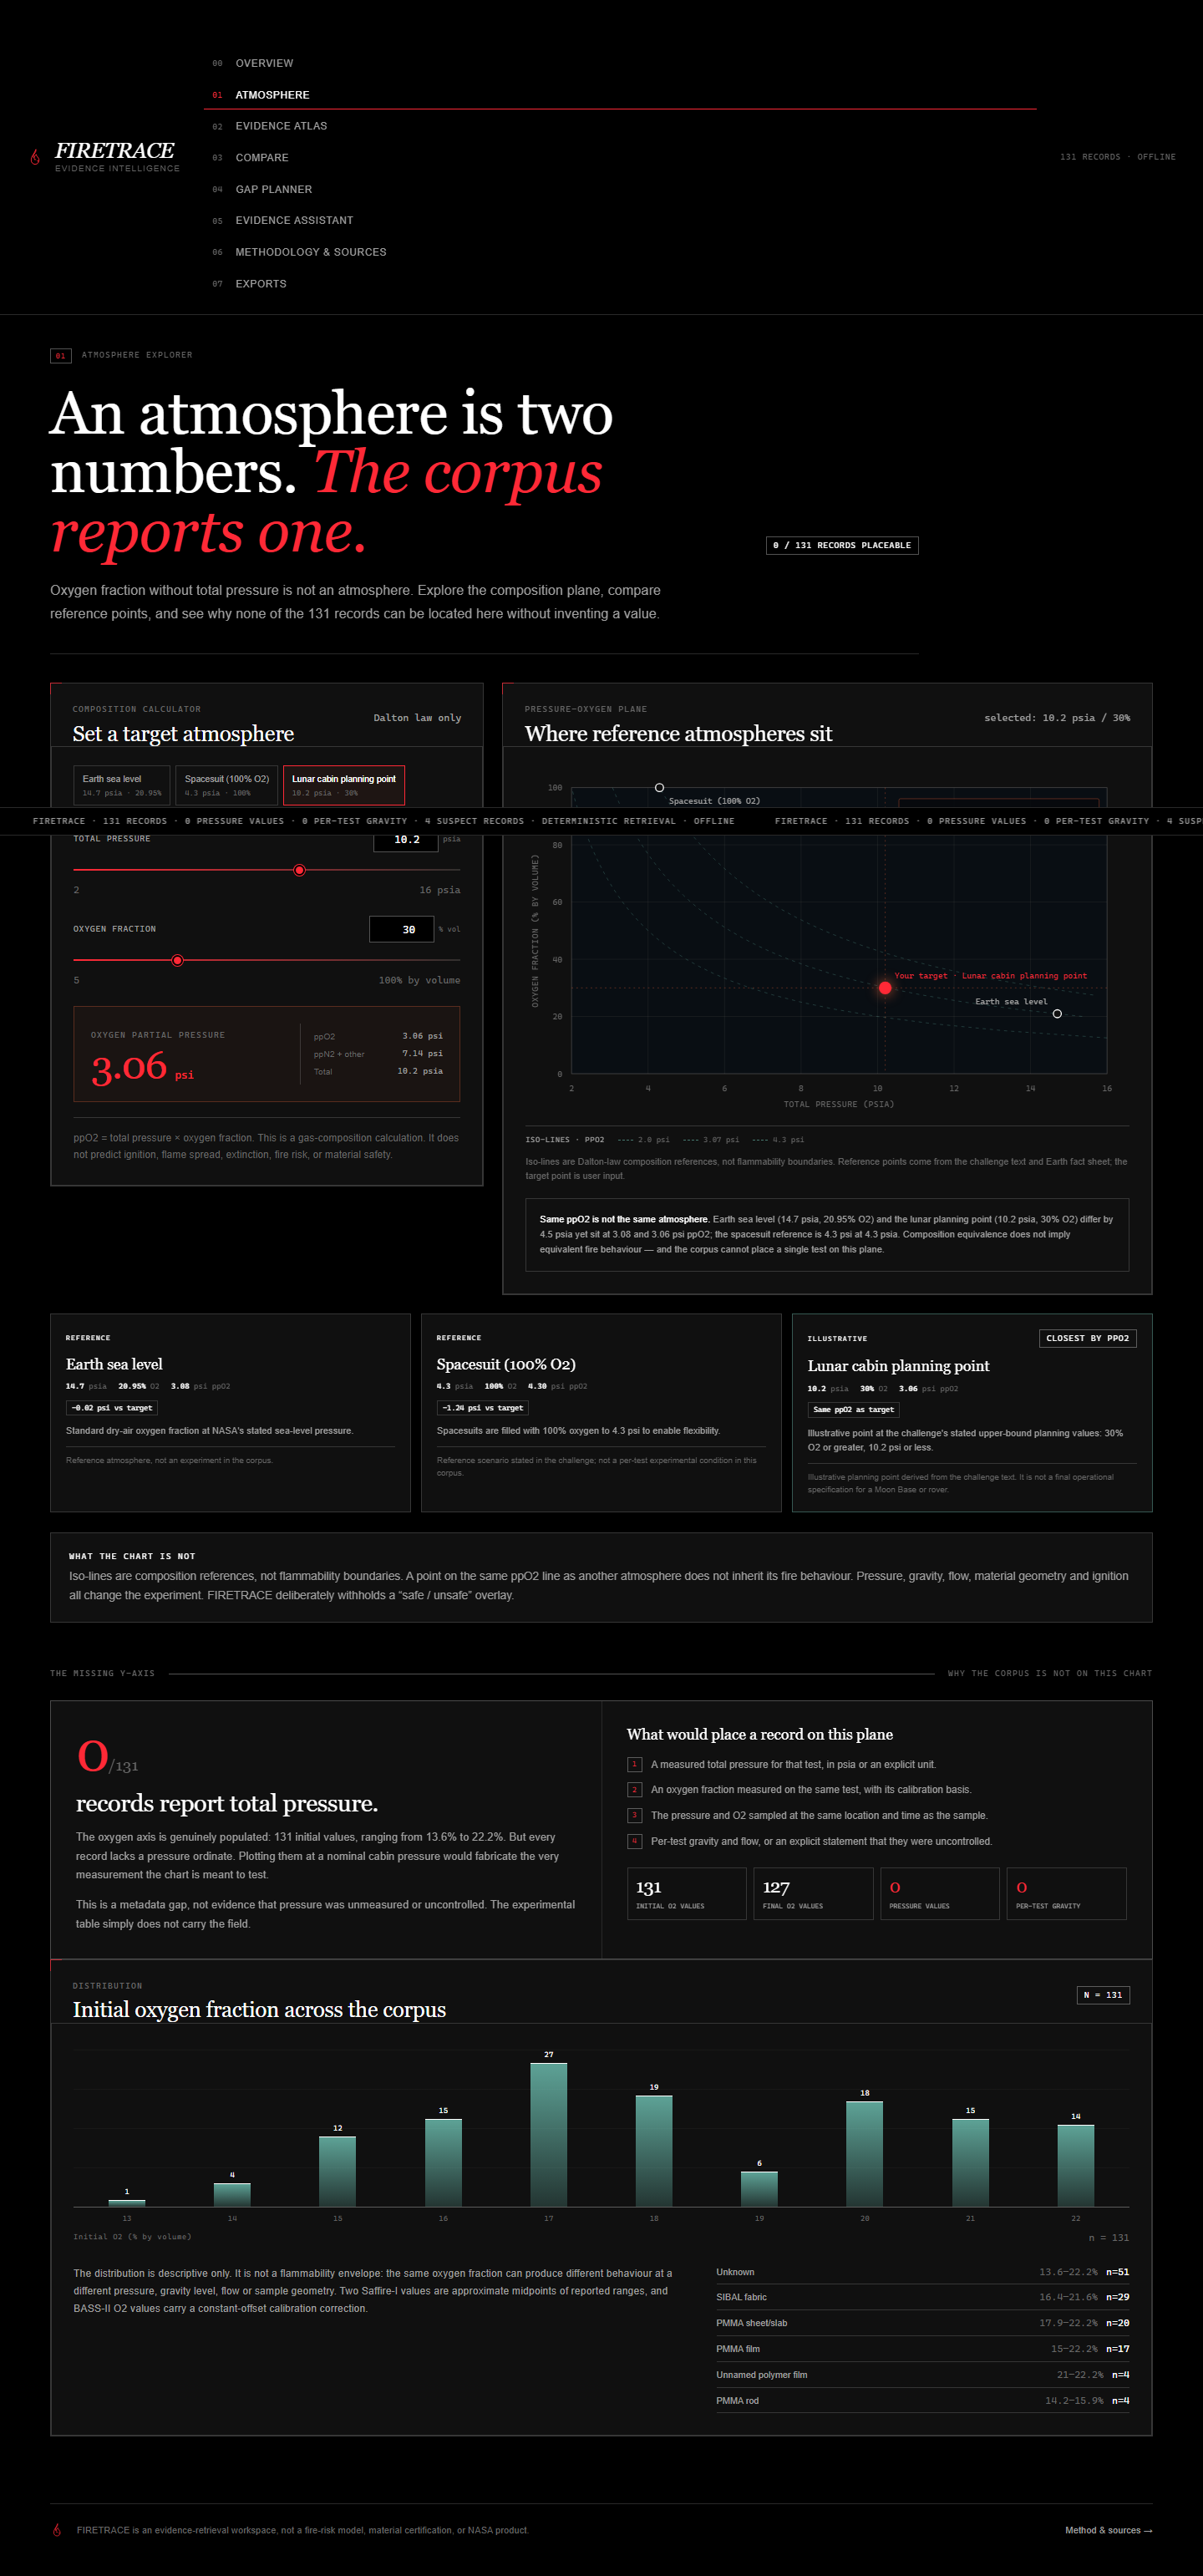 00 OVERVIEW
01 ATMOSPHERE
02 EVIDENCE ATLAS
03 COMPARE
04 GAP PLANNER
05 EVIDENCE ASSISTANT
06 METHODOLOGY & SOURCES
07 EXPORTS
FIRETRACE
EVIDENCE INTELLIGENCE
131 RECORDS · OFFLINE
01 ATMOSPHERE EXPLORER
An atmosphere is two
numbers. The corpus
reports one.
0 / 131 RECORDS PLACEABLE
Oxygen fraction without total pressure is not an atmosphere. Explore the composition plane, compare
reference points, and see why none of the 131 records can be located here without inventing a value.
COMPOSITION CALCULATOR
Set a target atmosphere
Dalton law only
Earth sea level
14.7 psia · 20.95%
Spacesuit (100% O2)
4.3 psia · 100%
Lunar cabin planning point
10.2 psia · 30%
FIRETRACE · 131 RECORDS · 0 PRESSURE VALUES · 0 PER-TEST GRAVITY · 4 SUSPECT RECORDS · DETERMINISTIC RETRIEVAL · OFFLINE
FIRETRACE · 131 RECORDS · 0 PRESSURE VALUES · 0 PER-TEST GRAVITY · 4 SUSP
TOTAL PRESSURE
10.2 psia
2
16 psia
OXYGEN FRACTION
30 % vol
5
100% by volume
OXYGEN PARTIAL PRESSURE
3.06 psi
ppO2 3.06 psi
ppN2 + other 7.14 psi
Total 10.2 psia
ppO2 = total pressure × oxygen fraction. This is a gas-composition calculation. It does
not predict ignition, flame spread, extinction, fire risk, or material safety.
PRESSURE-OXYGEN PLANE
Where reference atmospheres sit
selected: 10.2 psia / 30%
100
Spacesuit (100% O2)
80
60
40
20
0
OXYGEN FRACTION (% BY VOLUME)
Your target · Lunar cabin planning point
Earth sea level
2 4 6 8 10 12 14 16
TOTAL PRESSURE (PSIA)
ISO-LINES · PPO2 2.0 psi 3.07 psi 4.3 psi
Iso-lines are Dalton-law composition references, not flammability boundaries. Reference points come from the challenge text and Earth fact sheet; the
target point is user input.
Same ppO2 is not the same atmosphere. Earth sea level (14.7 psia, 20.95% O2) and the lunar planning point (10.2 psia, 30% O2) differ by
4.5 psia yet sit at 3.08 and 3.06 psi ppO2; the spacesuit reference is 4.3 psi at 4.3 psia. Composition equivalence does not imply
equivalent fire behaviour — and the corpus cannot place a single test on this plane.
REFERENCE
Earth sea level
14.7 psia 20.95% O2 3.08 psi ppO2
−0.02 psi vs target
Standard dry-air oxygen fraction at NASA's stated sea-level pressure.
Reference atmosphere, not an experiment in the corpus.
REFERENCE
Spacesuit (100% O2)
4.3 psia 100% O2 4.30 psi ppO2
−1.24 psi vs target
Spacesuits are filled with 100% oxygen to 4.3 psi to enable flexibility.
Reference scenario stated in the challenge; not a per-test experimental condition in this
corpus.
ILLUSTRATIVE
CLOSEST BY PPO2
Lunar cabin planning point
10.2 psia 30% O2 3.06 psi ppO2
Same ppO2 as target
Illustrative point at the challenge's stated upper-bound planning values: 30%
O2 or greater, 10.2 psi or less.
Illustrative planning point derived from the challenge text. It is not a final operational
specification for a Moon Base or rover.
WHAT THE CHART IS NOT
Iso-lines are composition references, not flammability boundaries. A point on the same ppO2 line as another atmosphere does not inherit its fire behaviour. Pressure, gravity, flow, material geometry and ignition
all change the experiment. FIRETRACE deliberately withholds a “safe / unsafe” overlay.
THE MISSING Y-AXIS
WHY THE CORPUS IS NOT ON THIS CHART
0/131
records report total pressure.
The oxygen axis is genuinely populated: 131 initial values, ranging from 13.6% to 22.2%. But every
record lacks a pressure ordinate. Plotting them at a nominal cabin pressure would fabricate the very
measurement the chart is meant to test.
This is a metadata gap, not evidence that pressure was unmeasured or uncontrolled. The experimental
table simply does not carry the field.
What would place a record on this plane
1 A measured total pressure for that test, in psia or an explicit unit.
2 An oxygen fraction measured on the same test, with its calibration basis.
3 The pressure and O2 sampled at the same location and time as the sample.
4 Per-test gravity and flow, or an explicit statement that they were uncontrolled.
131
INITIAL O2 VALUES
127
FINAL O2 VALUES
0
PRESSURE VALUES
0
PER-TEST GRAVITY
DISTRIBUTION
Initial oxygen fraction across the corpus
N = 131
1 4 12 15 27 19 6 18 15 14
13 14 15 16 17 18 19 20 21 22
Initial O2 (% by volume)
n = 131
The distribution is descriptive only. It is not a flammability envelope: the same oxygen fraction can produce different behaviour at a
different pressure, gravity level, flow or sample geometry. Two Saffire-I values are approximate midpoints of reported ranges, and
BASS-II O2 values carry a constant-offset calibration correction.
Unknown 13.6–22.2% n=51
SIBAL fabric 16.4–21.6% n=29
PMMA sheet/slab 17.9–22.2% n=20
PMMA film 15–22.2% n=17
Unnamed polymer film 21–22.2% n=4
PMMA rod 14.2–15.9% n=4
FIRETRACE is an evidence-retrieval workspace, not a fire-risk model, material certification, or NASA product.
Method & sources →